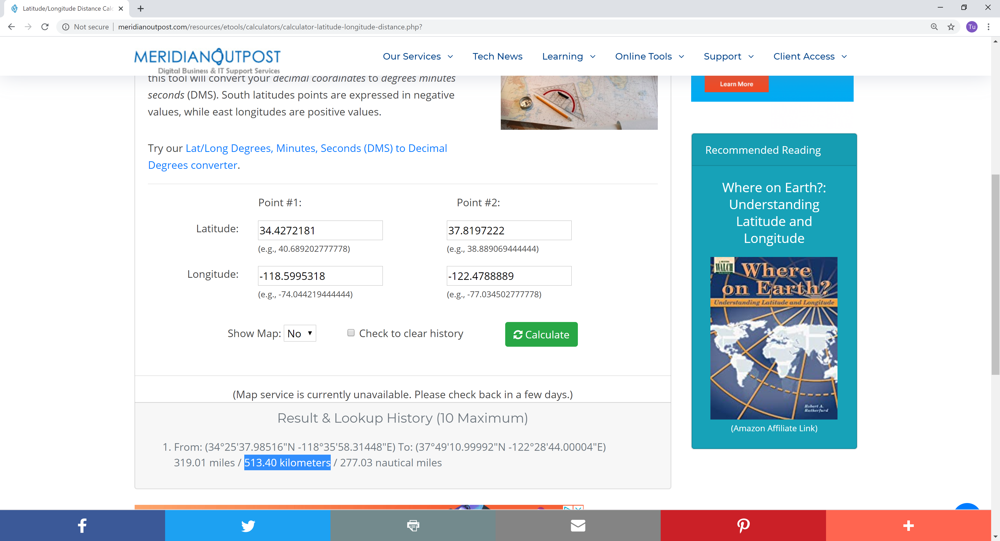 Latitude/Longitude Distance Calc
Not secure
meridianoutpost.com/resources/etools/calculators/calculator-latitude-longitude-distance.php?
Tu
MERIDIANOUTPOST
Digital Business & IT Support Services
Our Services
Tech News
Learning
Online Tools
Support
Client Access
this tool will convert your decimal coordinates to degrees minutes
seconds (DMS). South latitudes points are expressed in negative
values, while east longitudes are positive values.
Try our Lat/Long Degrees, Minutes, Seconds (DMS) to Decimal
Degrees converter.
Point #1:
Point #2:
Latitude:
34.4272181
37.8197222
(e.g., 40.689202777778)
(e.g., 38.889069444444)
Longitude:
-118.5995318
-122.4788889
(e.g., -74.044219444444)
(e.g., -77.034502777778)
Show Map:
No
Check to clear history
Calculate
(Map service is currently unavailable. Please check back in a few days.)
Result & Lookup History (10 Maximum)
1. From: (34°25'37.98516"N -118°35'58.31448"E) To: (37°49'10.99992"N -122°28'44.00004"E)
319.01 miles / 513.40 kilometers / 277.03 nautical miles
Learn More
Recommended Reading
Where on Earth?:
Understanding
Latitude and
Longitude
WALCH
Where
on Earth?
Understanding Latitude and Longitude
Robert A.
Rutherfurd
(Amazon Affiliate Link)